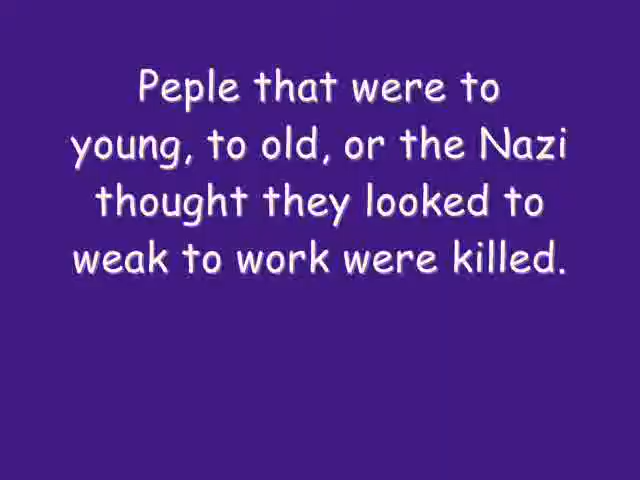 Peple that were to
young, to old, or the Nazi
thought they looked to
weak to work were killed.